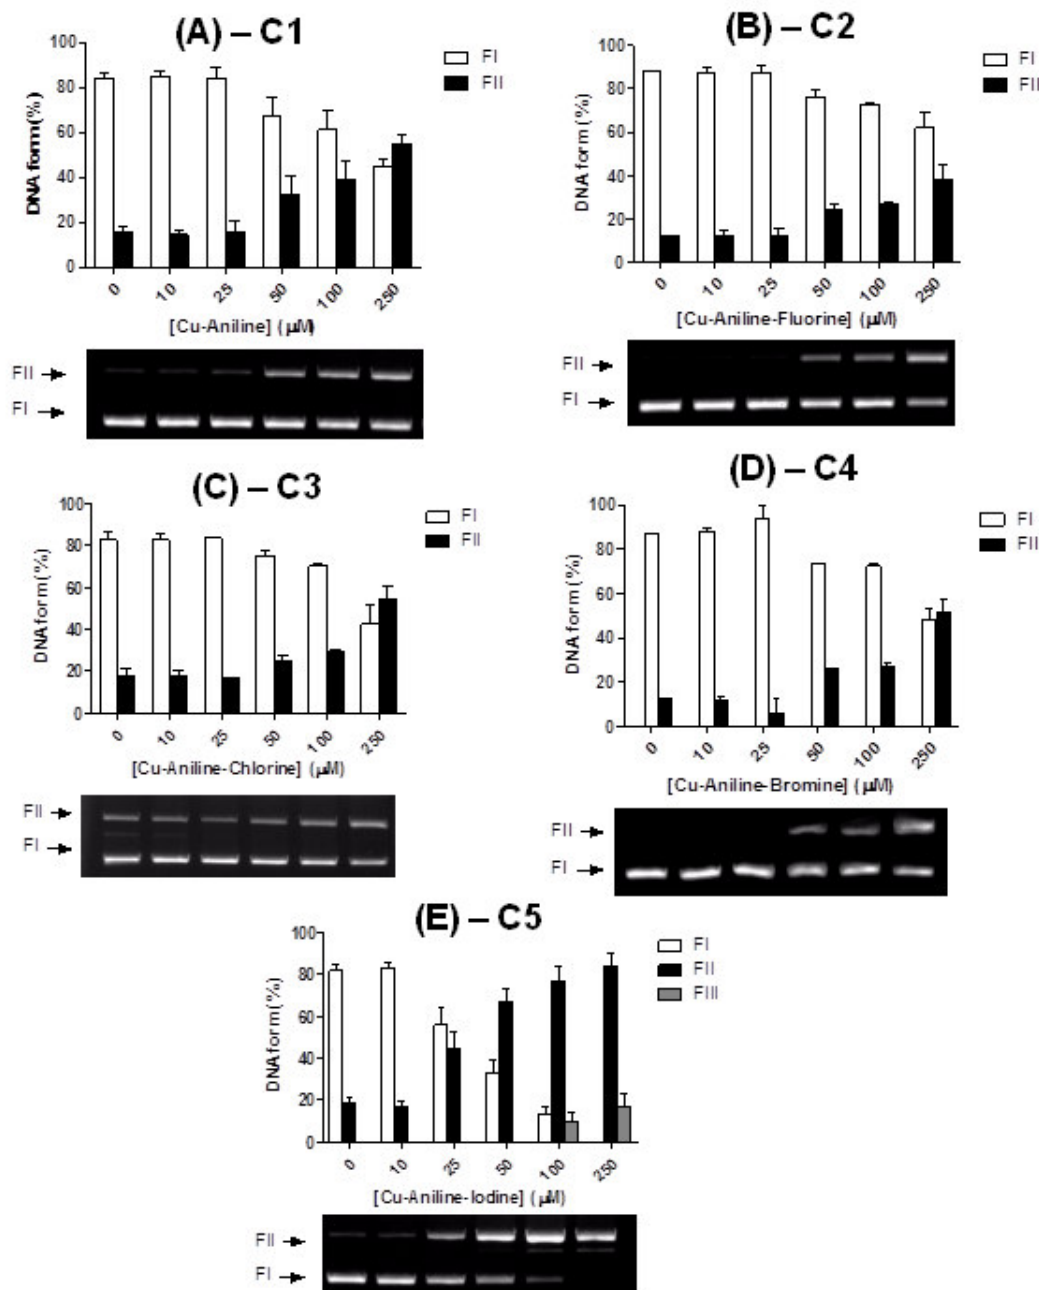 (A) – C1
DNA form (%)
100
80
60
40
20
0
FI
FII
0 10 25 50 100 250
[Cu-Aniline] (μM)
FII
FI
(B) – C2
DNA form (%)
100
80
60
40
20
0
FI
FII
0 10 25 50 100 250
[Cu-Aniline-Fluorine] (μM)
FII
FI
(C) – C3
DNA form (%)
100
80
60
40
20
0
FI
FII
0 10 25 50 100 250
[Cu-Aniline-Chlorine] (μM)
FII
FI
(D) – C4
DNA form (%)
100
80
60
40
20
0
FI
FII
0 10 25 50 100 250
[Cu-Aniline-Bromine] (μM)
FII
FI
(E) – C5
DNA form (%)
100
80
60
40
20
0
FI
FII
FIII
0 10 25 50 100 250
[Cu-Aniline-Iodine] (μM)
FII
FI